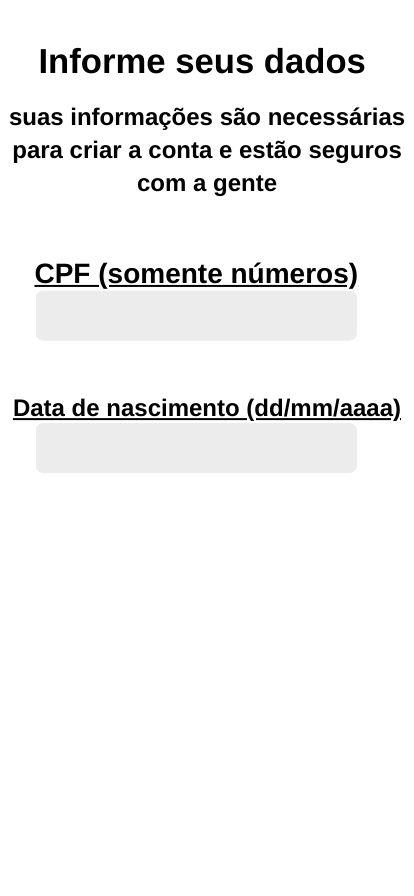 Informe seus dados
suas informações são necessárias
para criar a conta e estão seguros
com a gente
CPF (somente números)
Data de nascimento (dd/mm/aaaa)